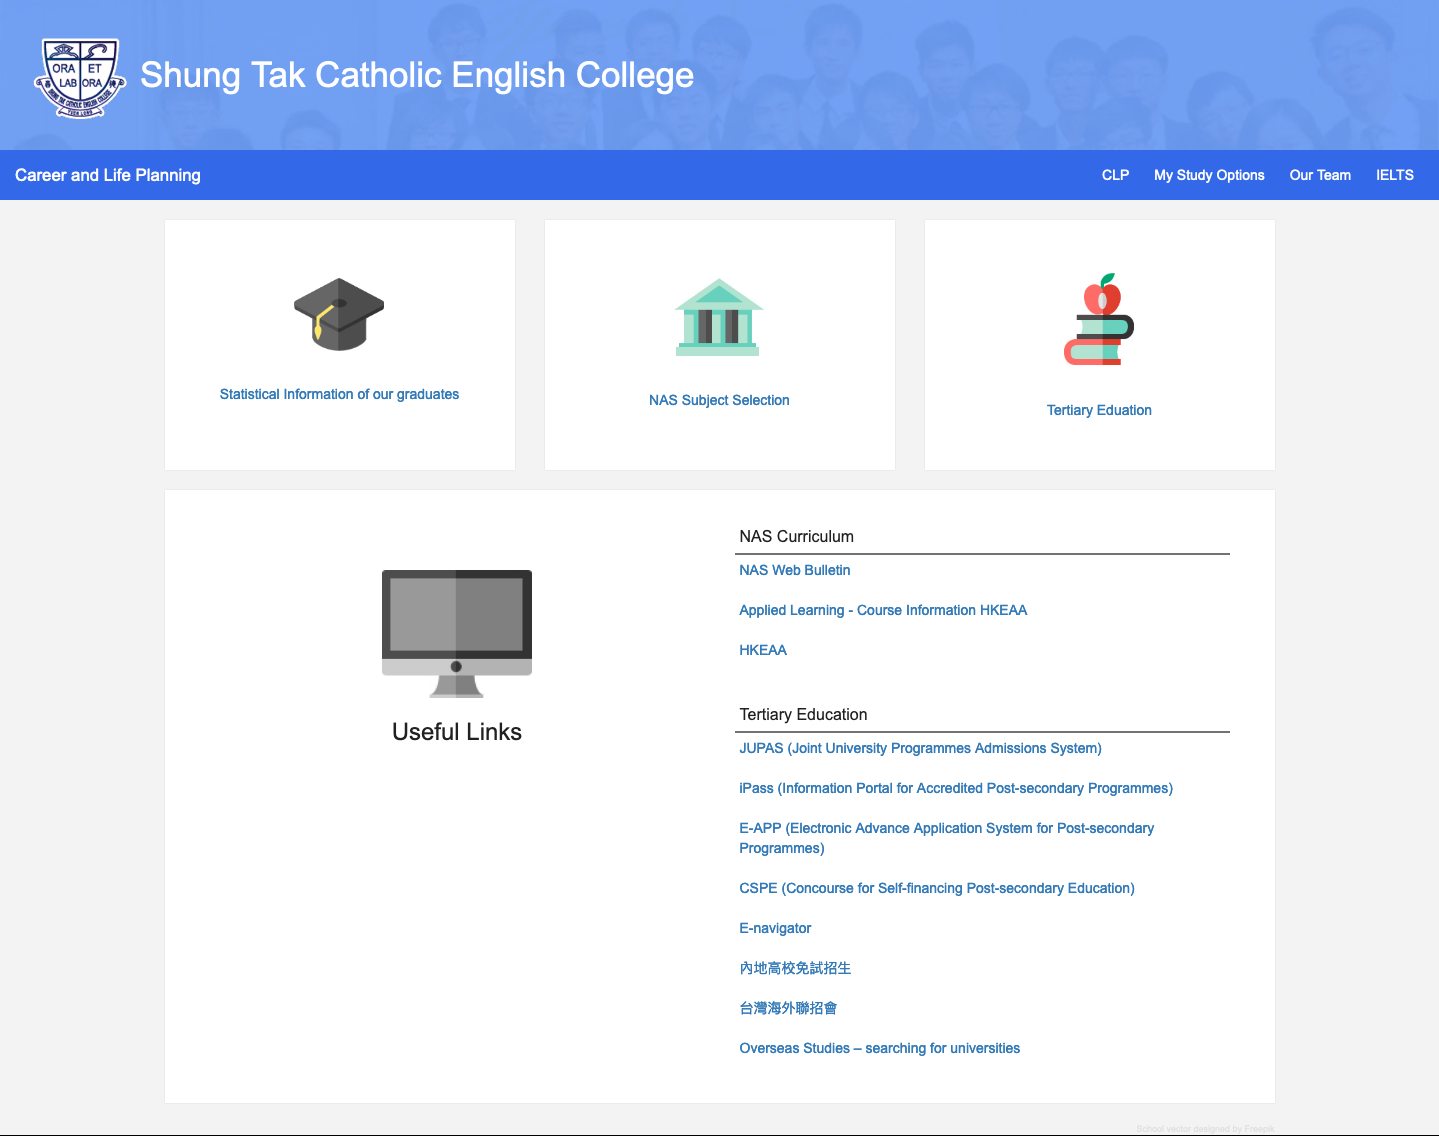 ORA ET
LAB ORA
Shung Tak Catholic English College
Career and Life Planning
CLP
My Study Options
Our Team
IELTS
Statistical Information of our graduates
NAS Subject Selection
Tertiary Eduation
Useful Links
NAS Curriculum
NAS Web Bulletin
Applied Learning - Course Information HKEAA
HKEAA
Tertiary Education
JUPAS (Joint University Programmes Admissions System)
iPass (Information Portal for Accredited Post-secondary Programmes)
E-APP (Electronic Advance Application System for Post-secondary
Programmes)
CSPE (Concourse for Self-financing Post-secondary Education)
E-navigator
內地高校免試招生
台灣海外聯招會
Overseas Studies – searching for universities
School vector designed by Freepik